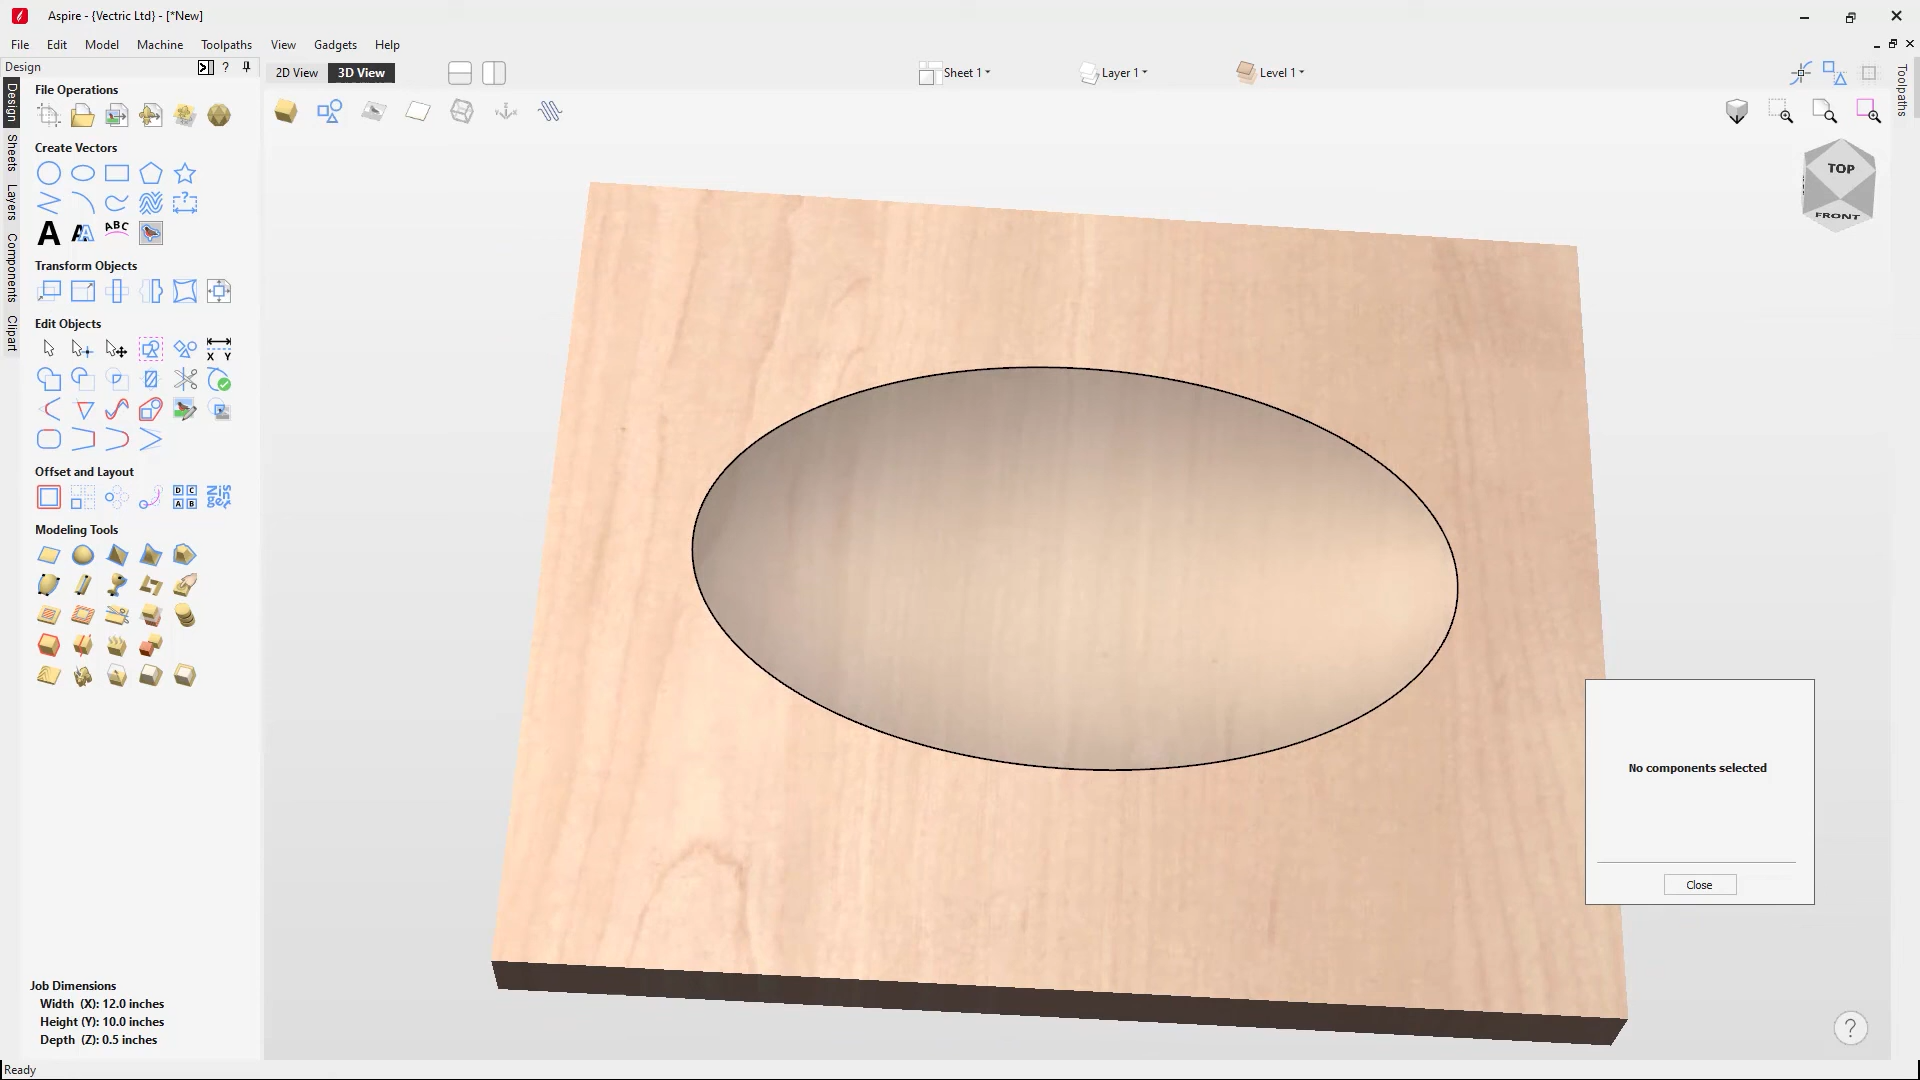 Aspire - {Vectric Ltd} - [*New]
File Edit Model Machine Toolpaths View Gadgets Help
Design
2D View 3D View
Sheet 1
Layer 1
Level 1
Toolpaths
Design
Sheets
Layers
Components
Clipart
File Operations
Create Vectors
A
ABC
Transform Objects
Edit Objects
X Y
Offset and Layout
Modeling Tools
TOP
FRONT
No components selected
Close
Job Dimensions
Width (X): 12.0 inches
Height (Y): 10.0 inches
Depth (Z): 0.5 inches
Ready